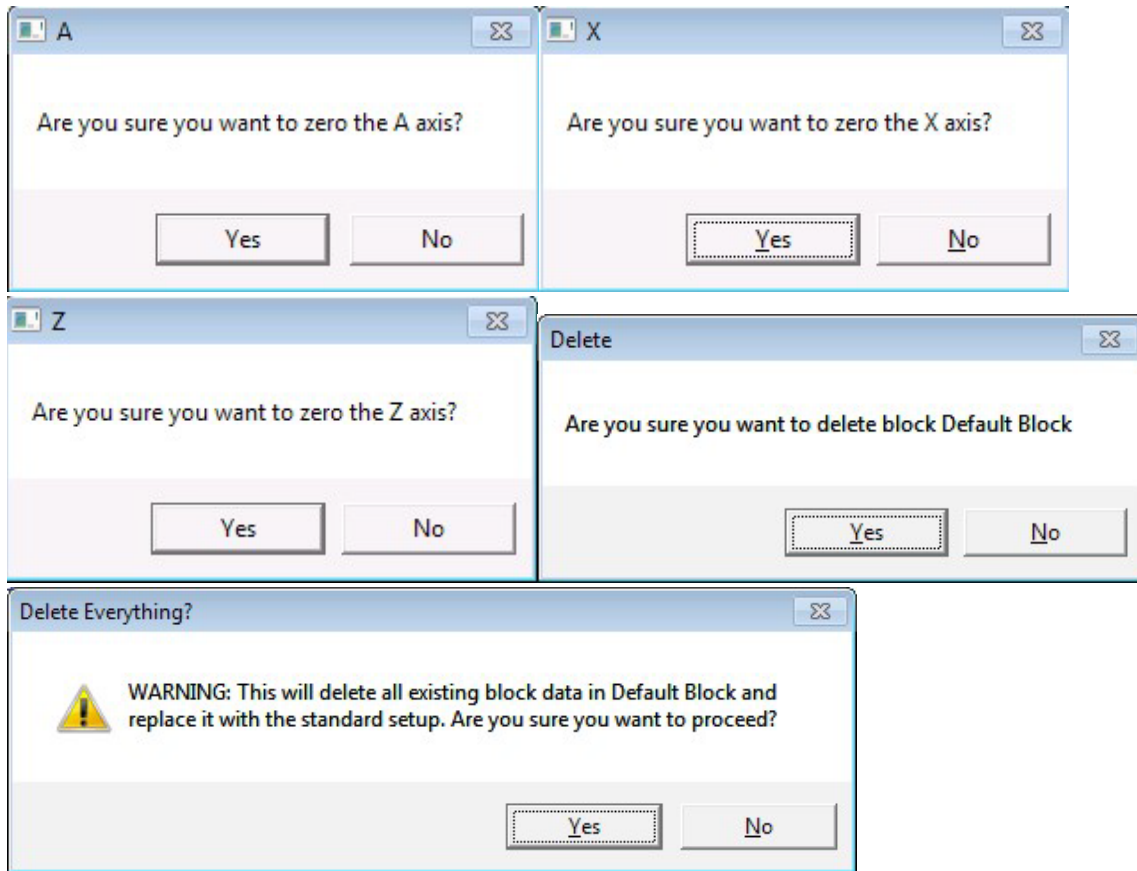 A
Are you sure you want to zero the A axis?
Yes No
X
Are you sure you want to zero the X axis?
Yes No
Z
Are you sure you want to zero the Z axis?
Yes No
Delete
Are you sure you want to delete block Default Block
Yes No
Delete Everything?
WARNING: This will delete all existing block data in Default Block and
replace it with the standard setup. Are you sure you want to proceed?
Yes No